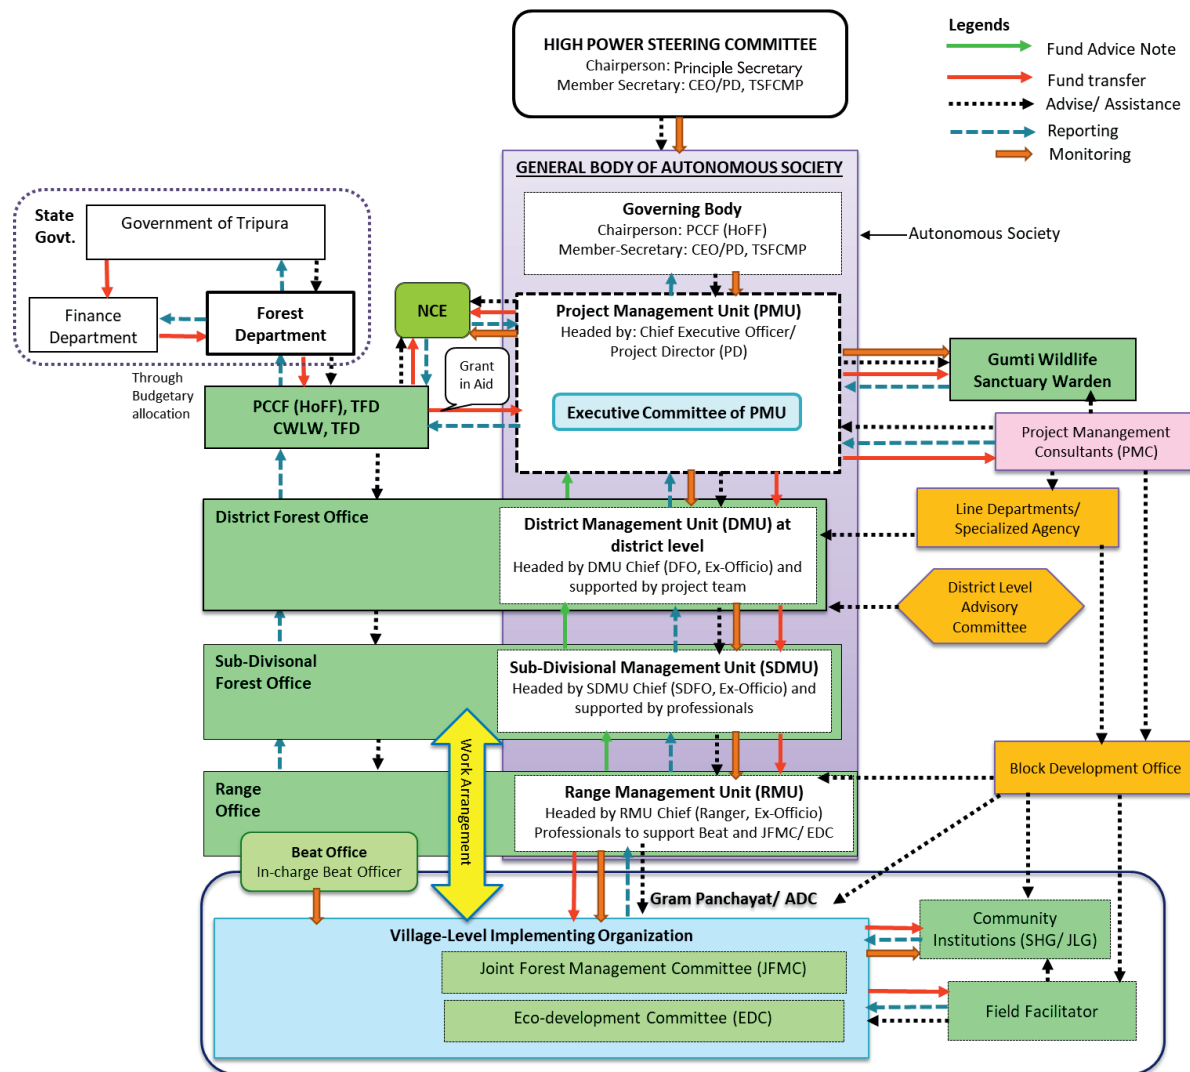 HIGH POWER STEERING COMMITTEE
Chairperson: Principle Secretary
Member Secretary: CEO/PD, TSFCMP
Legends
Fund Advice Note
Fund transfer
Advise/ Assistance
Reporting
Monitoring
GENERAL BODY OF AUTONOMOUS SOCIETY
Governing Body
Chairperson: PCCF (HoFF)
Member-Secretary: CEO/PD, TSFCMP
Autonomous Society
State
Govt.
Government of Tripura
Finance
Department
Forest
Department
NCE
Project Management Unit (PMU)
Headed by: Chief Executive Officer/
Project Director (PD)
Executive Committee of PMU
Gumti Wildlife
Sanctuary Warden
Through
Budgetary
allocation
Grant
in Aid
PCCF (HoFF), TFD
CWLW, TFD
Project Manangement
Consultants (PMC)
District Forest Office
District Management Unit (DMU) at
district level
Headed by DMU Chief (DFO, Ex-Officio) and
supported by project team
Line Departments/
Specialized Agency
District Level
Advisory
Committee
Sub-Divisonal
Forest Office
Sub-Divisional Management Unit (SDMU)
Headed by SDMU Chief (SDFO, Ex-Officio) and
supported by professionals
Work Arrangement
Block Development Office
Range
Office
Range Management Unit (RMU)
Headed by RMU Chief (Ranger, Ex-Officio)
Professionals to support Beat and JFMC/ EDC
Beat Office
In-charge Beat Officer
Gram Panchayat/ ADC
Village-Level Implementing Organization
Joint Forest Management Committee (JFMC)
Eco-development Committee (EDC)
Community
Institutions (SHG/ JLG)
Field Facilitator